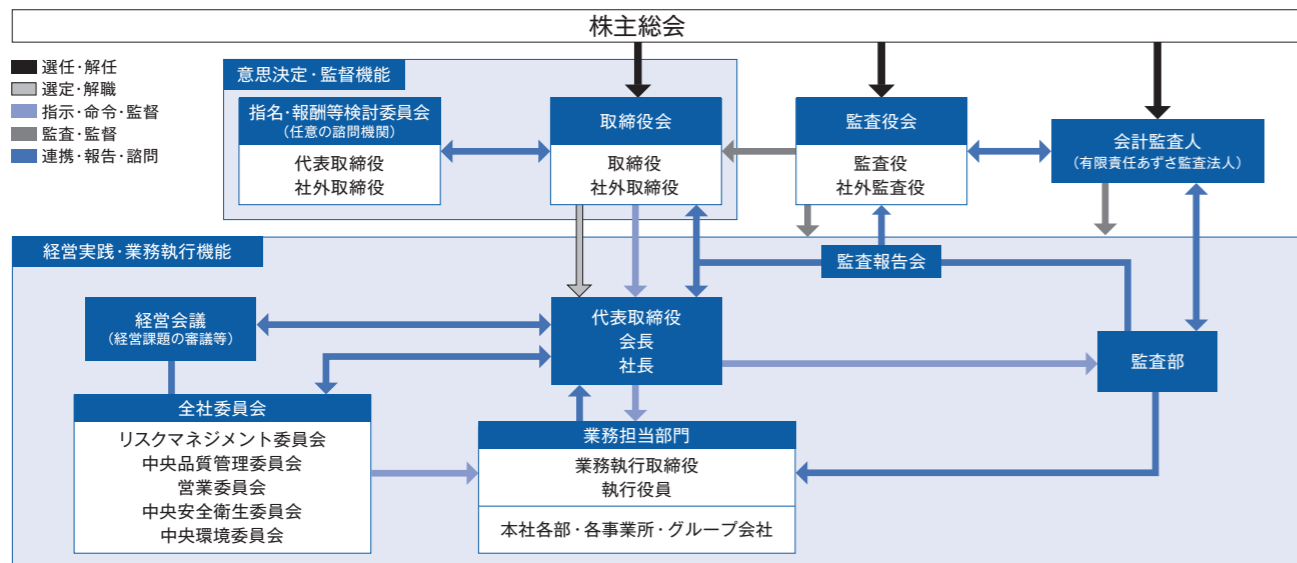 株主総会
選任・解任
選定・解職
指示・命令・監督
監査・監督
連携・報告・諮問
意思決定・監督機能
指名・報酬等検討委員会
（任意の諮問機関）
代表取締役
社外取締役
取締役会
取締役
社外取締役
監査役会
監査役
社外監査役
会計監査人
（有限責任あずさ監査法人）
経営実践・業務執行機能
監査報告会
経営会議
（経営課題の審議等）
代表取締役
会長
社長
監査部
全社委員会
リスクマネジメント委員会
中央品質管理委員会
営業委員会
中央安全衛生委員会
中央環境委員会
業務担当部門
業務執行取締役
執行役員
本社各部・各事業所・グループ会社